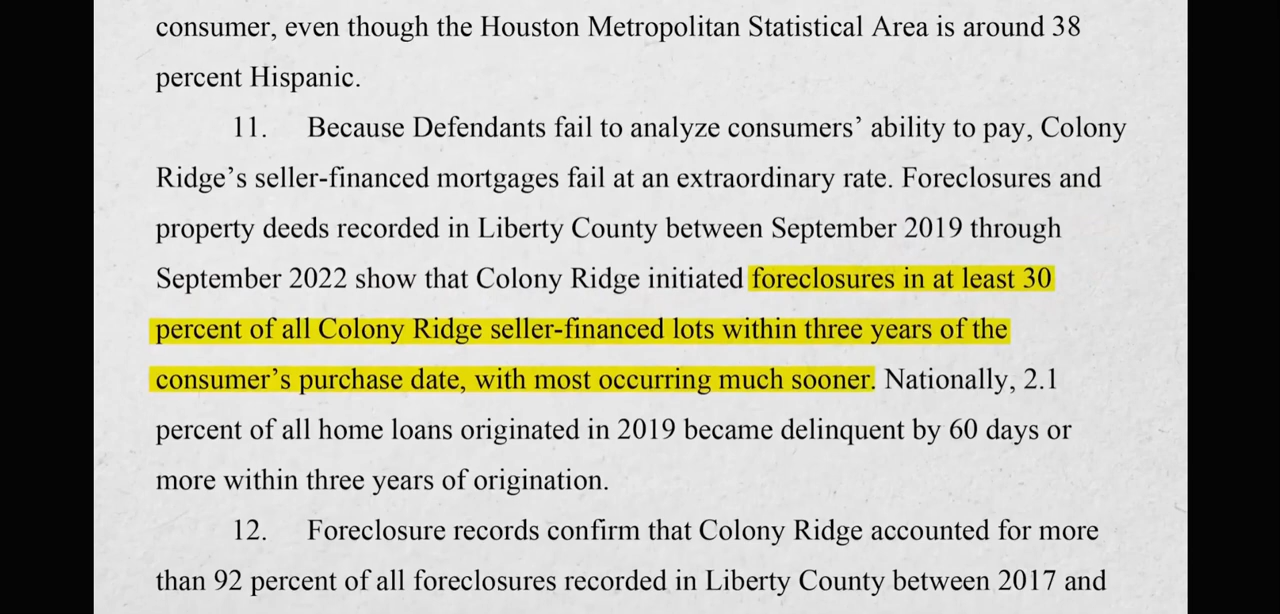 consumer, even though the Houston Metropolitan Statistical Area is around 38
percent Hispanic.
11. Because Defendants fail to analyze consumers’ ability to pay, Colony
Ridge’s seller-financed mortgages fail at an extraordinary rate. Foreclosures and
property deeds recorded in Liberty County between September 2019 through
September 2022 show that Colony Ridge initiated foreclosures in at least 30
percent of all Colony Ridge seller-financed lots within three years of the
consumer’s purchase date, with most occurring much sooner. Nationally, 2.1
percent of all home loans originated in 2019 became delinquent by 60 days or
more within three years of origination.
12. Foreclosure records confirm that Colony Ridge accounted for more
than 92 percent of all foreclosures recorded in Liberty County between 2017 and